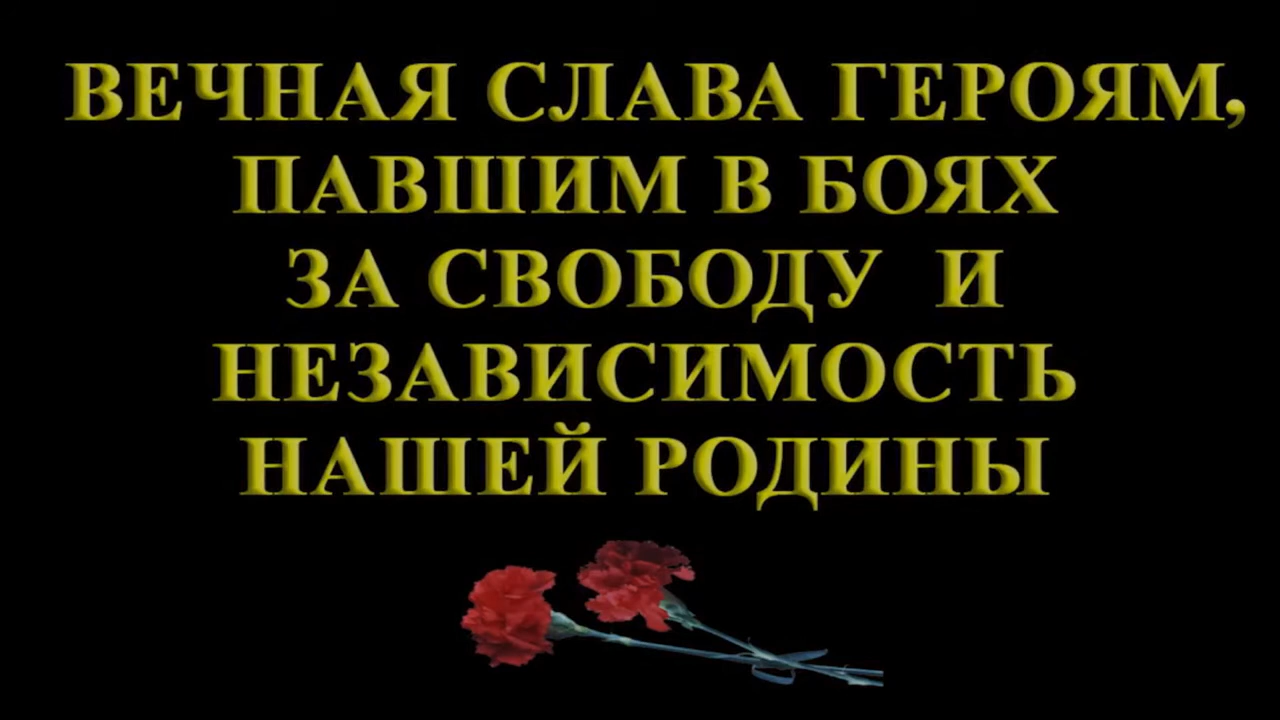 ВЕЧНАЯ СЛАВА ГЕРОЯМ,
ПАВШИМ В БОЯХ
ЗА СВОБОДУ И
НЕЗАВИСИМОСТЬ
НАШЕЙ РОДИНЫ